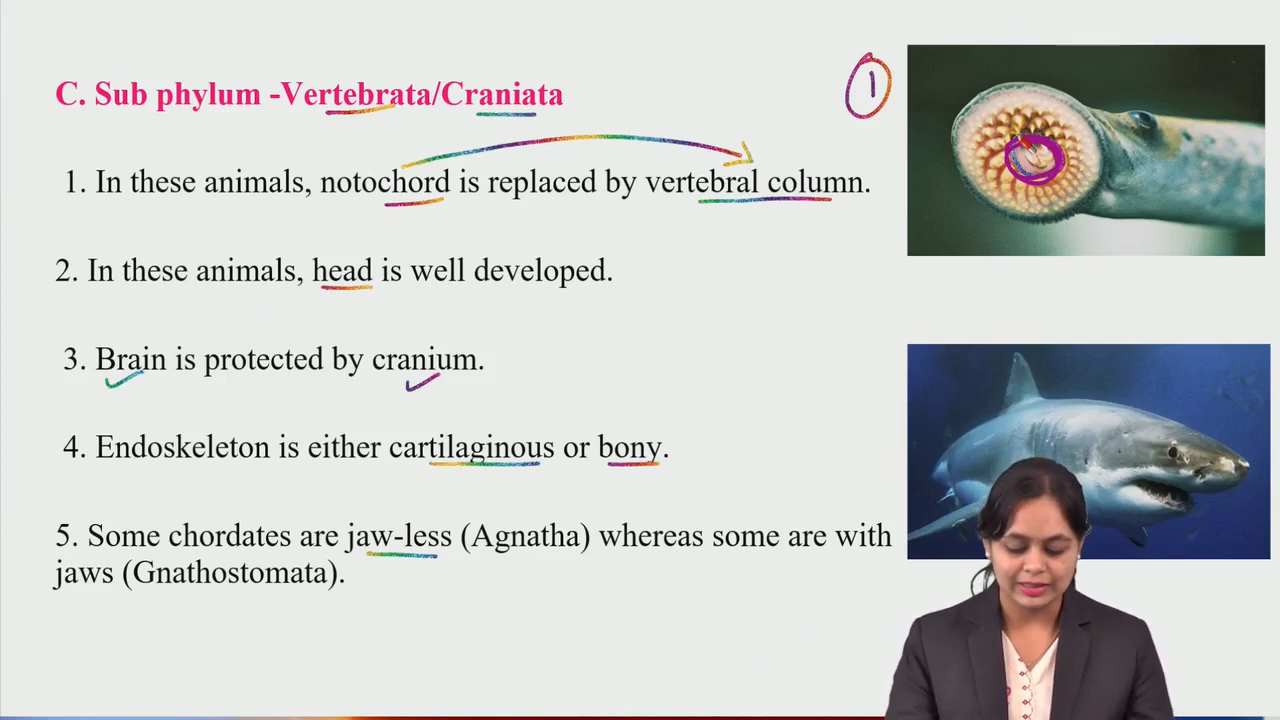 C. Sub phylum -Vertebrata/Craniata
1
1. In these animals, notochord is replaced by vertebral column.
2. In these animals, head is well developed.
3. Brain is protected by cranium.
4. Endoskeleton is either cartilaginous or bony.
5. Some chordates are jaw-less (Agnatha) whereas some are with
jaws (Gnathostomata).